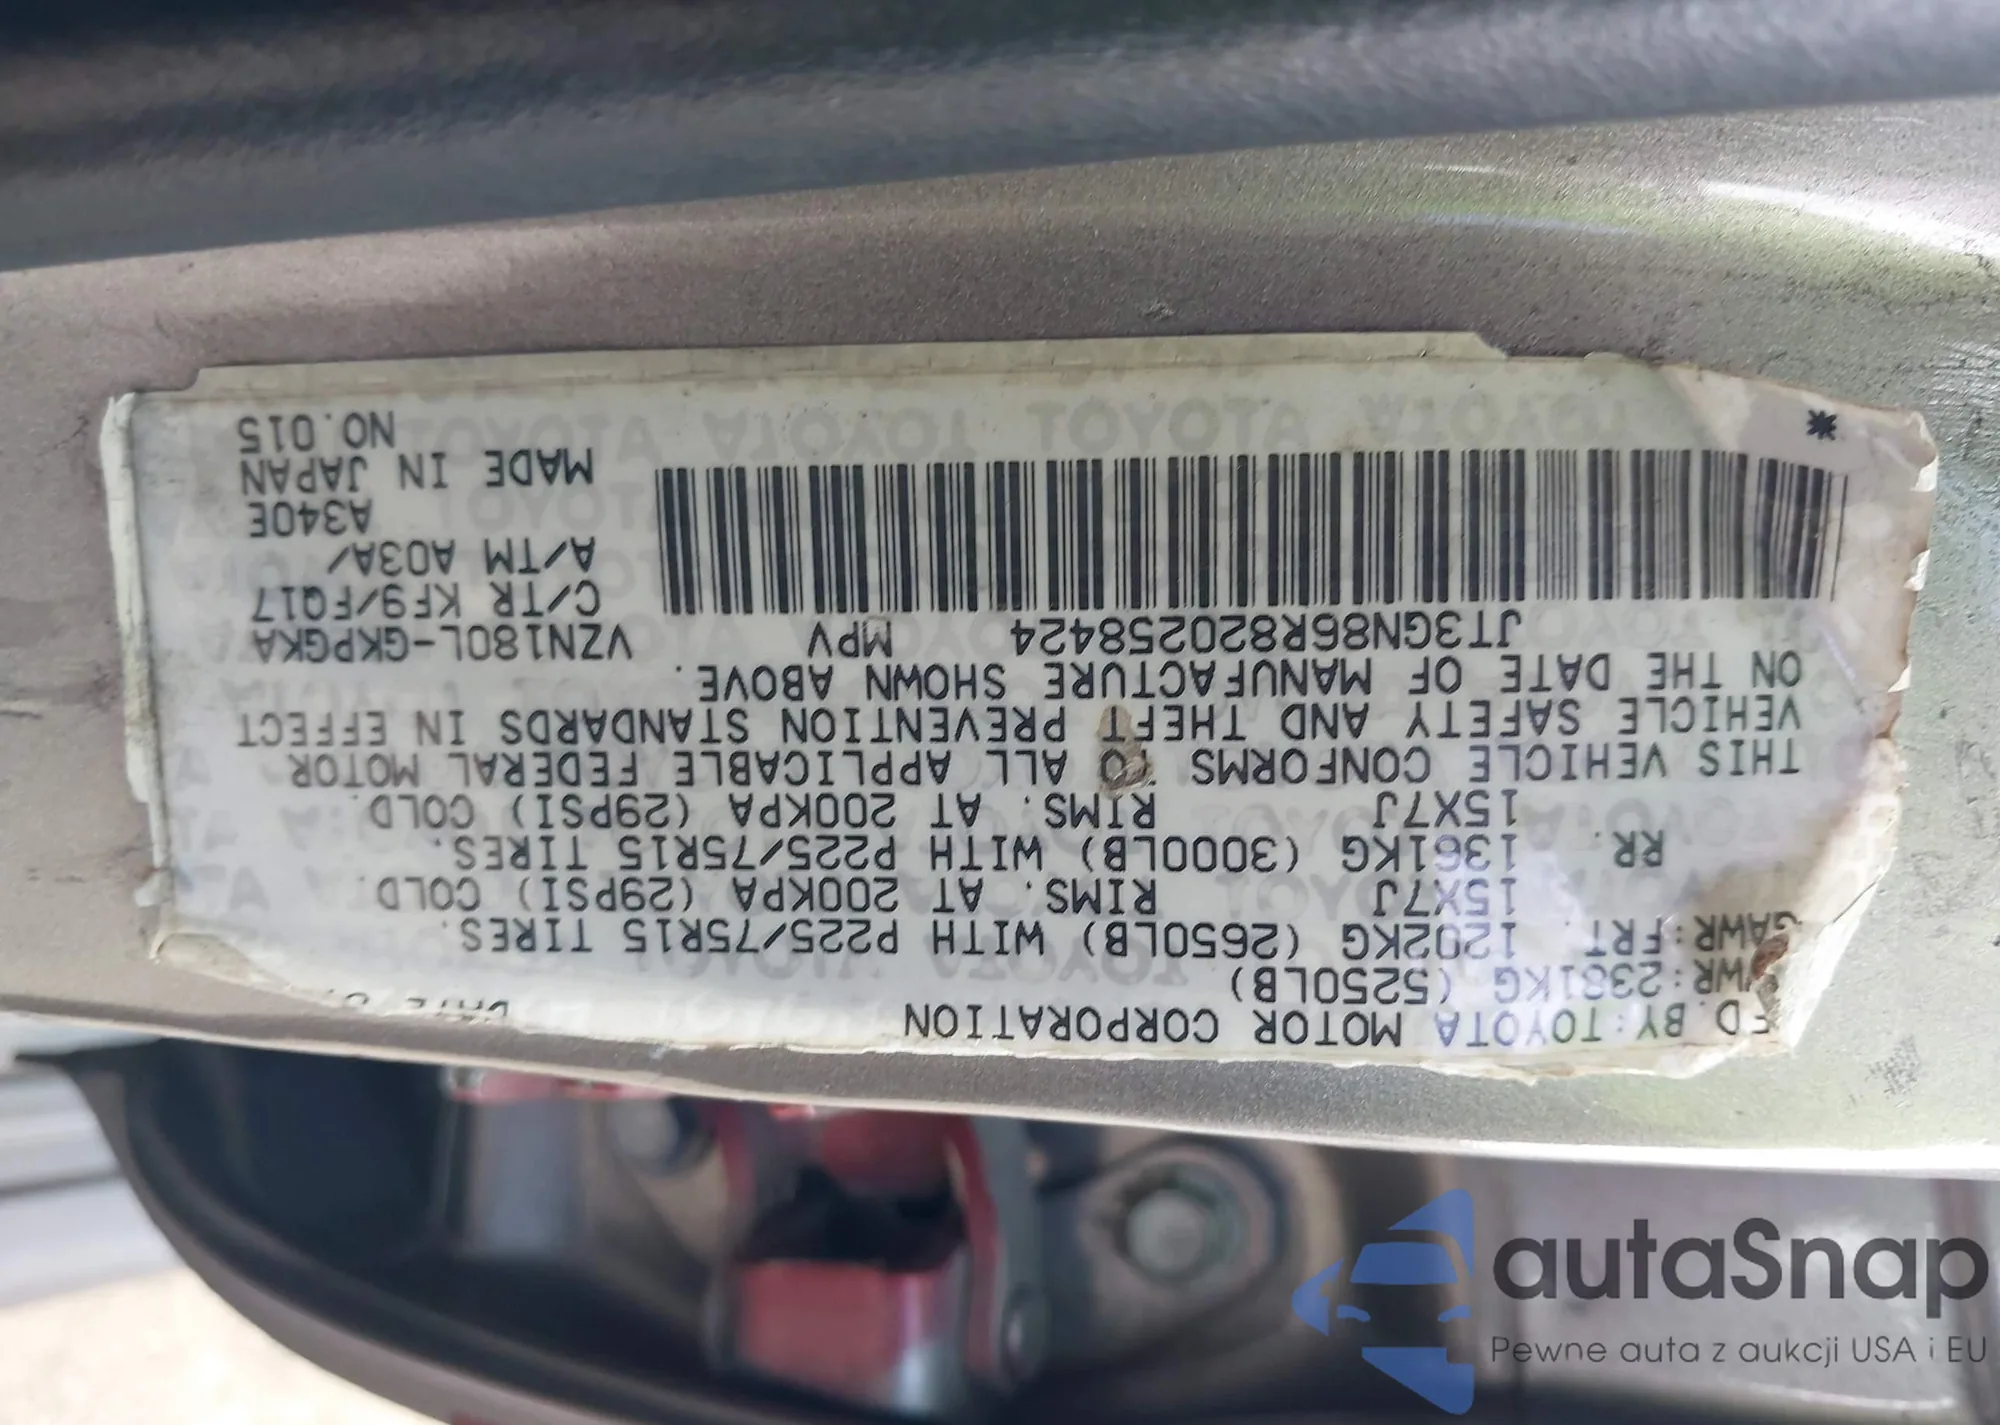 FD. BY:TOYOTA MOTOR CORPORATION
VWR:2381KG (5250LB)
GAWR:FRT. 1202KG (2650LB) WITH P225/75R15 TIRES.
15X7J RIMS. AT 200KPA (29PSI) COLD
RR. 1361KG (3000LB) WITH P225/75R15 TIRES.
15X7J RIMS. AT 200KPA (29PSI) COLD.
THIS VEHICLE CONFORMS TO ALL APPLICABLE FEDERAL MOTOR
VEHICLE SAFETY AND THEFT PREVENTION STANDARDS IN EFFECT
ON THE DATE OF MANUFACTURE SHOWN ABOVE.
JT3GN86R820258424 MPV VZN180L-GKPGKA
C/TR KF9/FQ17
A/TM A03A/
A340E
MADE IN JAPAN
NO.015
*
autaSnap
Pewne auta z aukcji USA i EU